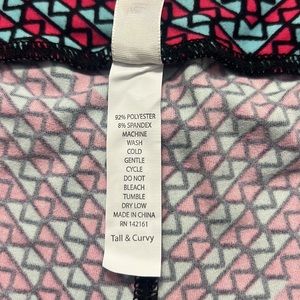 92% POLYESTER
8% SPANDEX
MACHINE
WASH
COLD
GENTLE
CYCLE
DO NOT
BLEACH
TUMBLE
DRY LOW
MADE IN CHINA
RN 142161
Tall & Curvy